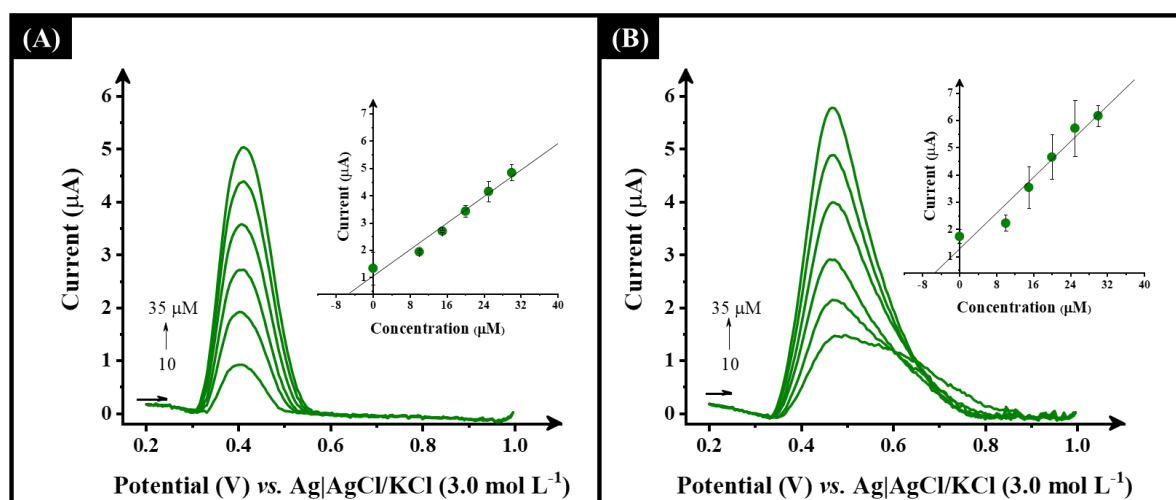 (A)
Current (μA)
6
5
4
3
2
1
0
0.2 0.4 0.6 0.8 1.0
Potential (V) vs. Ag|AgCl/KCl (3.0 mol L⁻¹)
35 μM
10
Current (μA)
7
6
5
4
3
2
1
-8 0 8 16 24 32 40
Concentration (μM)
(B)
Current (μA)
6
5
4
3
2
1
0
0.2 0.4 0.6 0.8 1.0
Potential (V) vs. Ag|AgCl/KCl (3.0 mol L⁻¹)
35 μM
10
Current (μA)
7
6
5
4
3
2
1
-8 0 8 16 24 32 40
Concentration (μM)